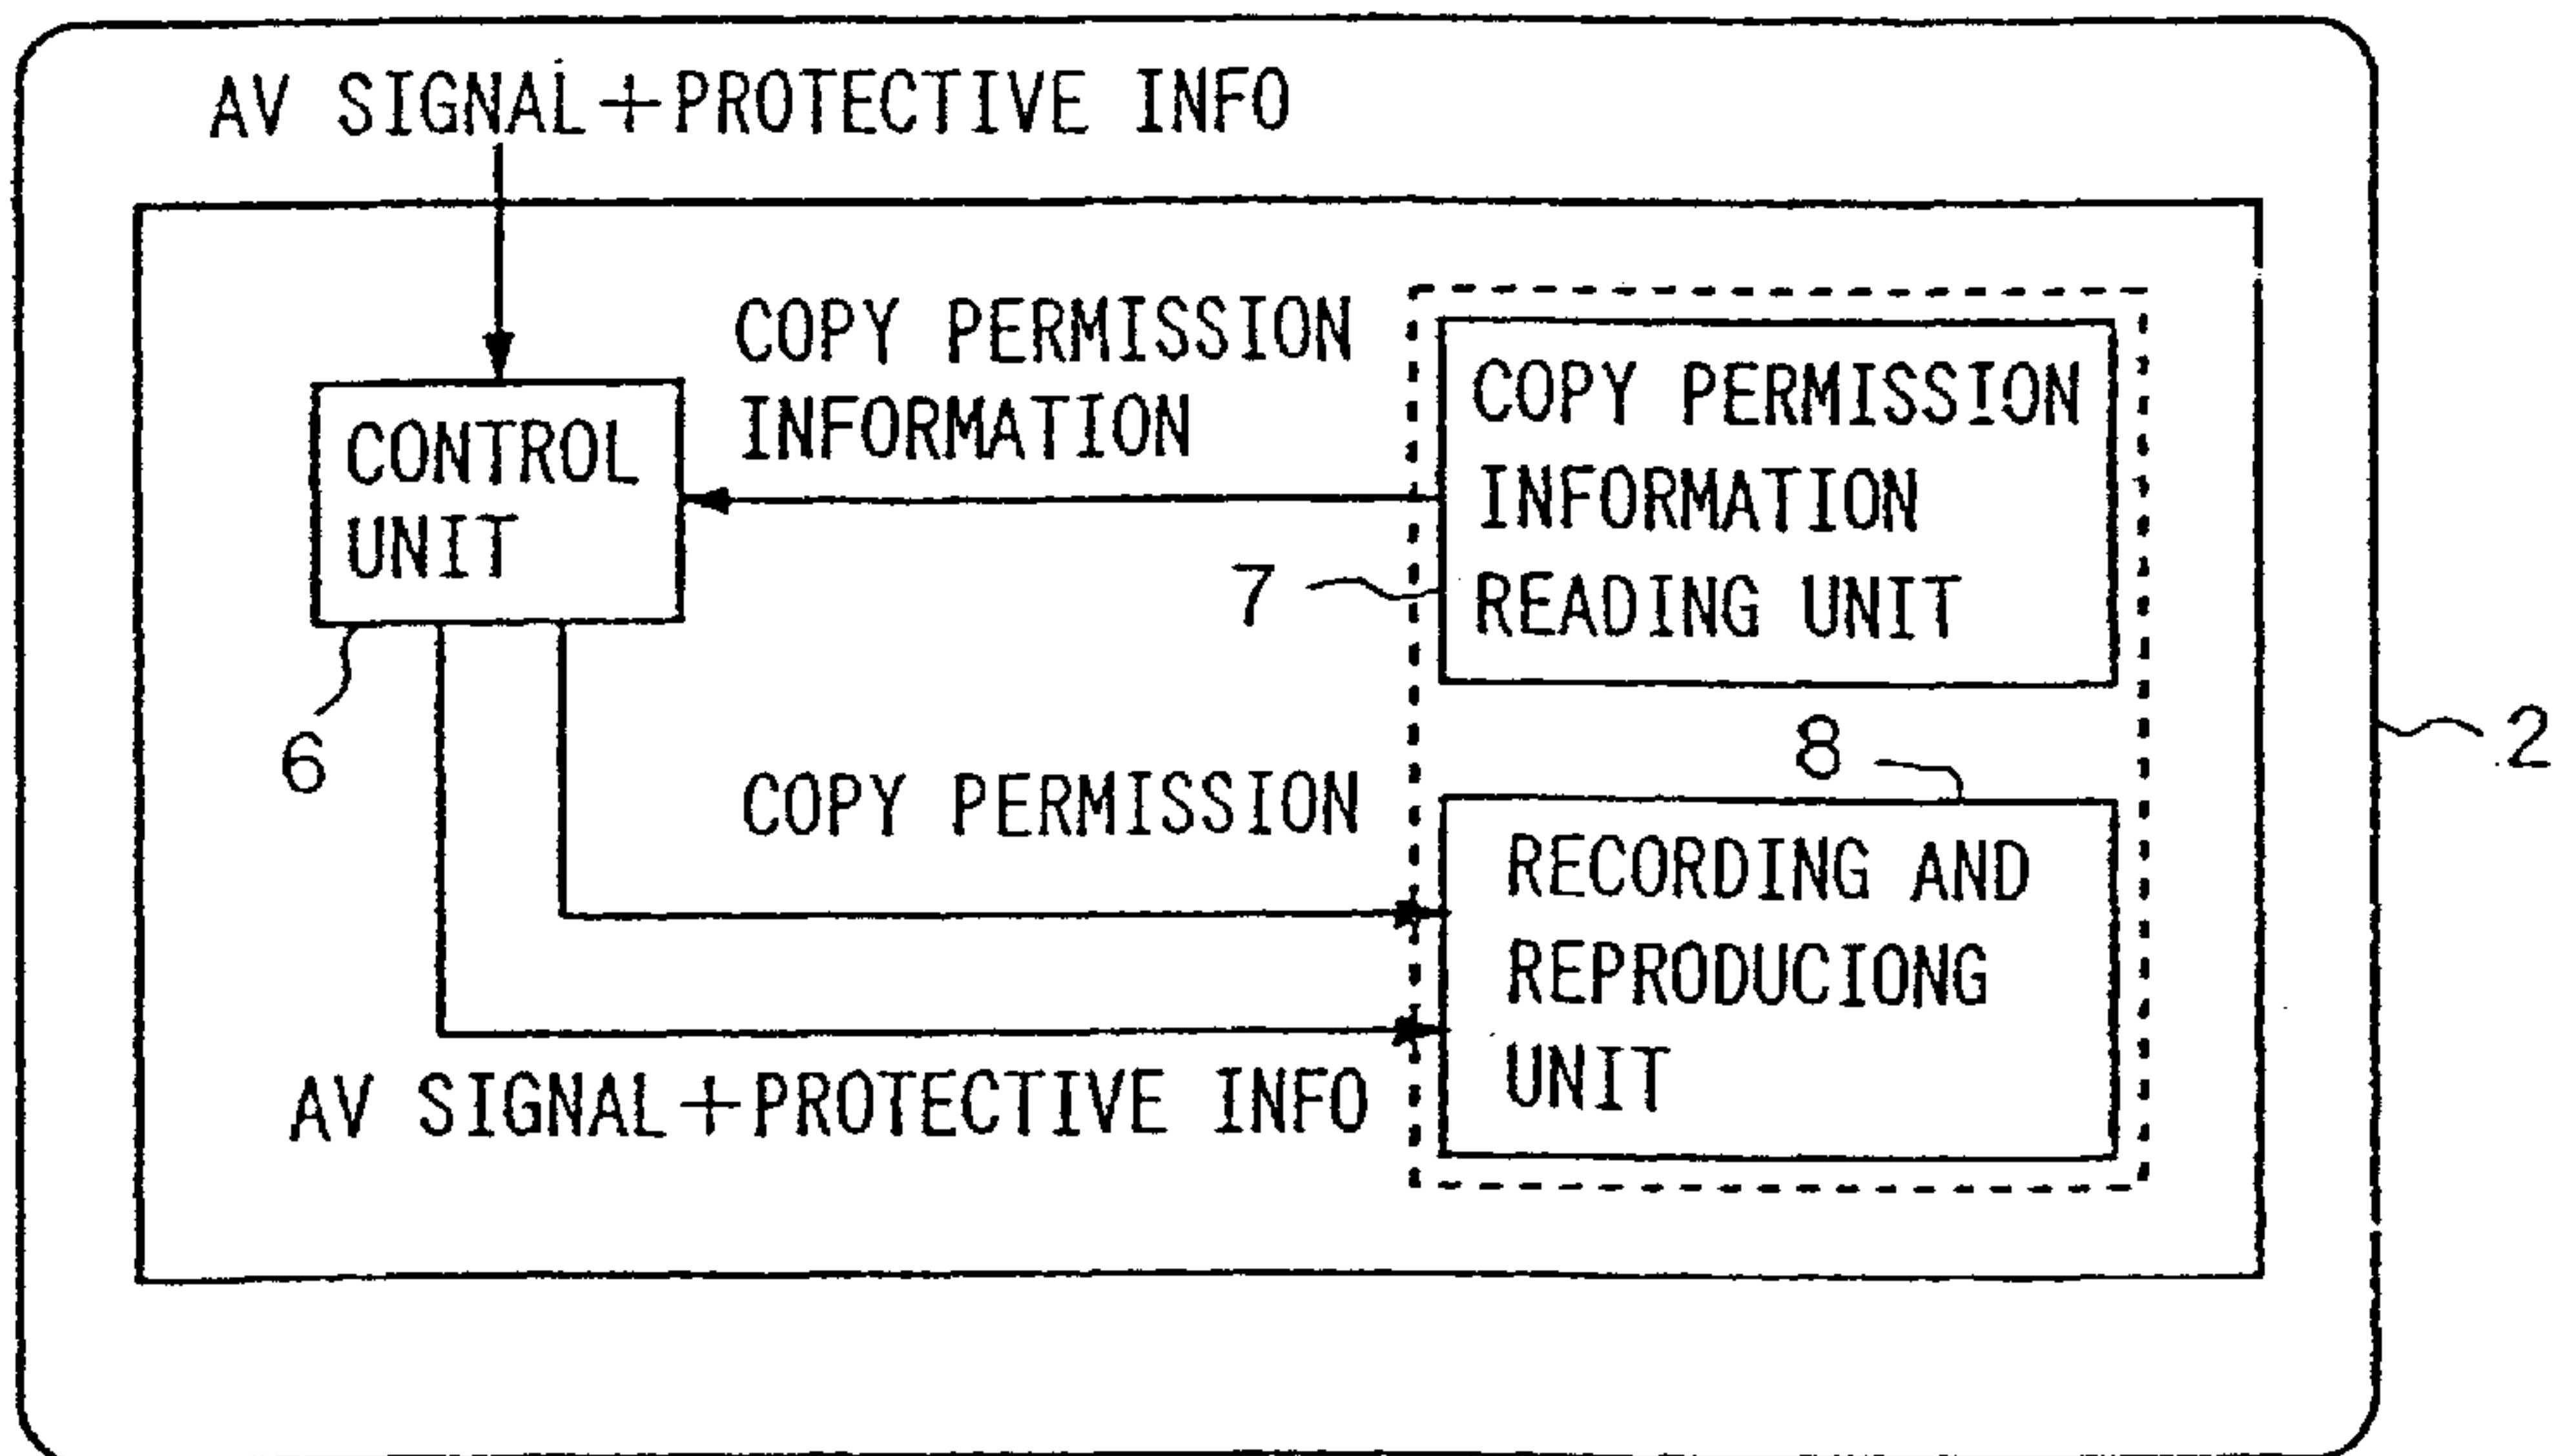 AV SIGNAL+PROTECTIVE INFO
COPY PERMISSION
INFORMATION
CONTROL
UNIT
6
COPY PERMISSION
INFORMATION
READING UNIT
7
2
COPY PERMISSION
8
RECORDING AND
REPRODUCIONG
UNIT
AV SIGNAL+PROTECTIVE INFO